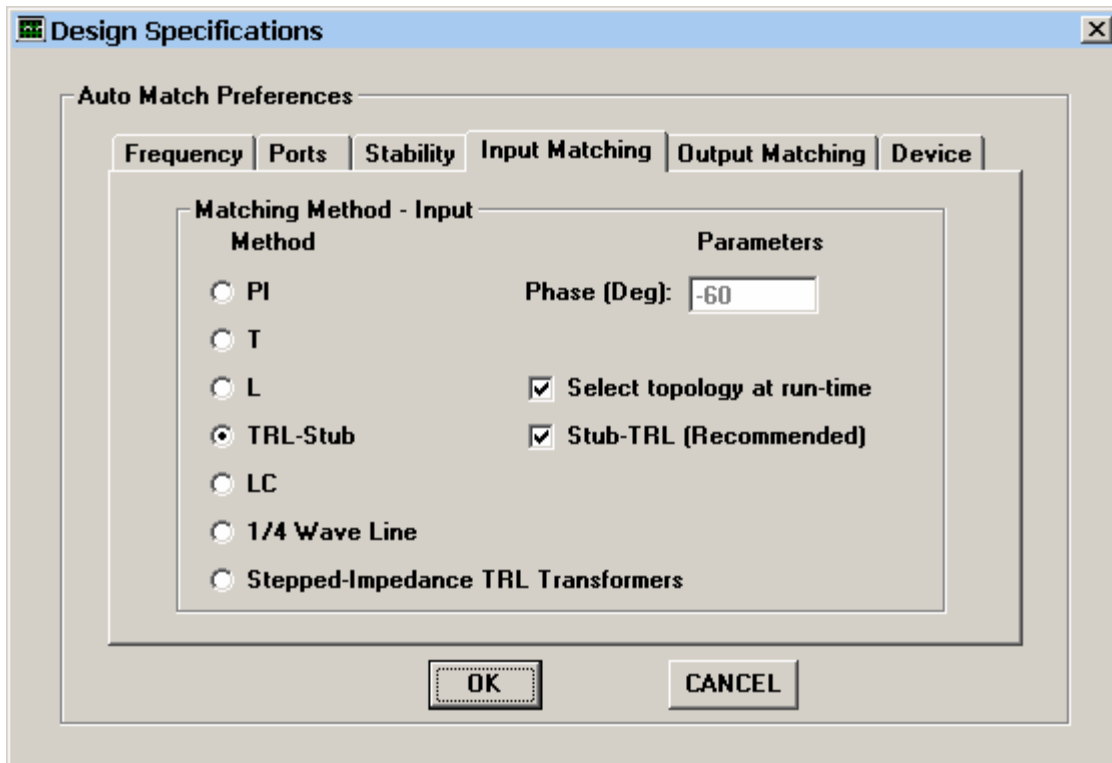 Design Specifications
Auto Match Preferences
Frequency Ports Stability Input Matching Output Matching Device
Matching Method - Input
Method Parameters
PI Phase (Deg): -60
T
L Select topology at run-time
TRL-Stub Stub-TRL (Recommended)
LC
1/4 Wave Line
Stepped-Impedance TRL Transformers
OK CANCEL